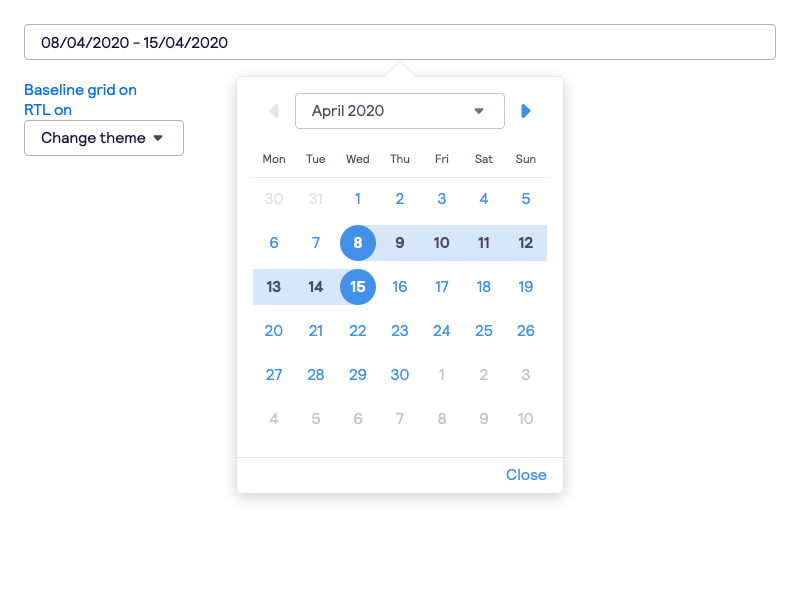 08/04/2020 - 15/04/2020
Baseline grid on
RTL on
Change theme
April 2020
Mon Tue Wed Thu Fri Sat Sun
30 31 1 2 3 4 5
6 7 8 9 10 11 12
13 14 15 16 17 18 19
20 21 22 23 24 25 26
27 28 29 30 1 2 3
4 5 6 7 8 9 10
Close